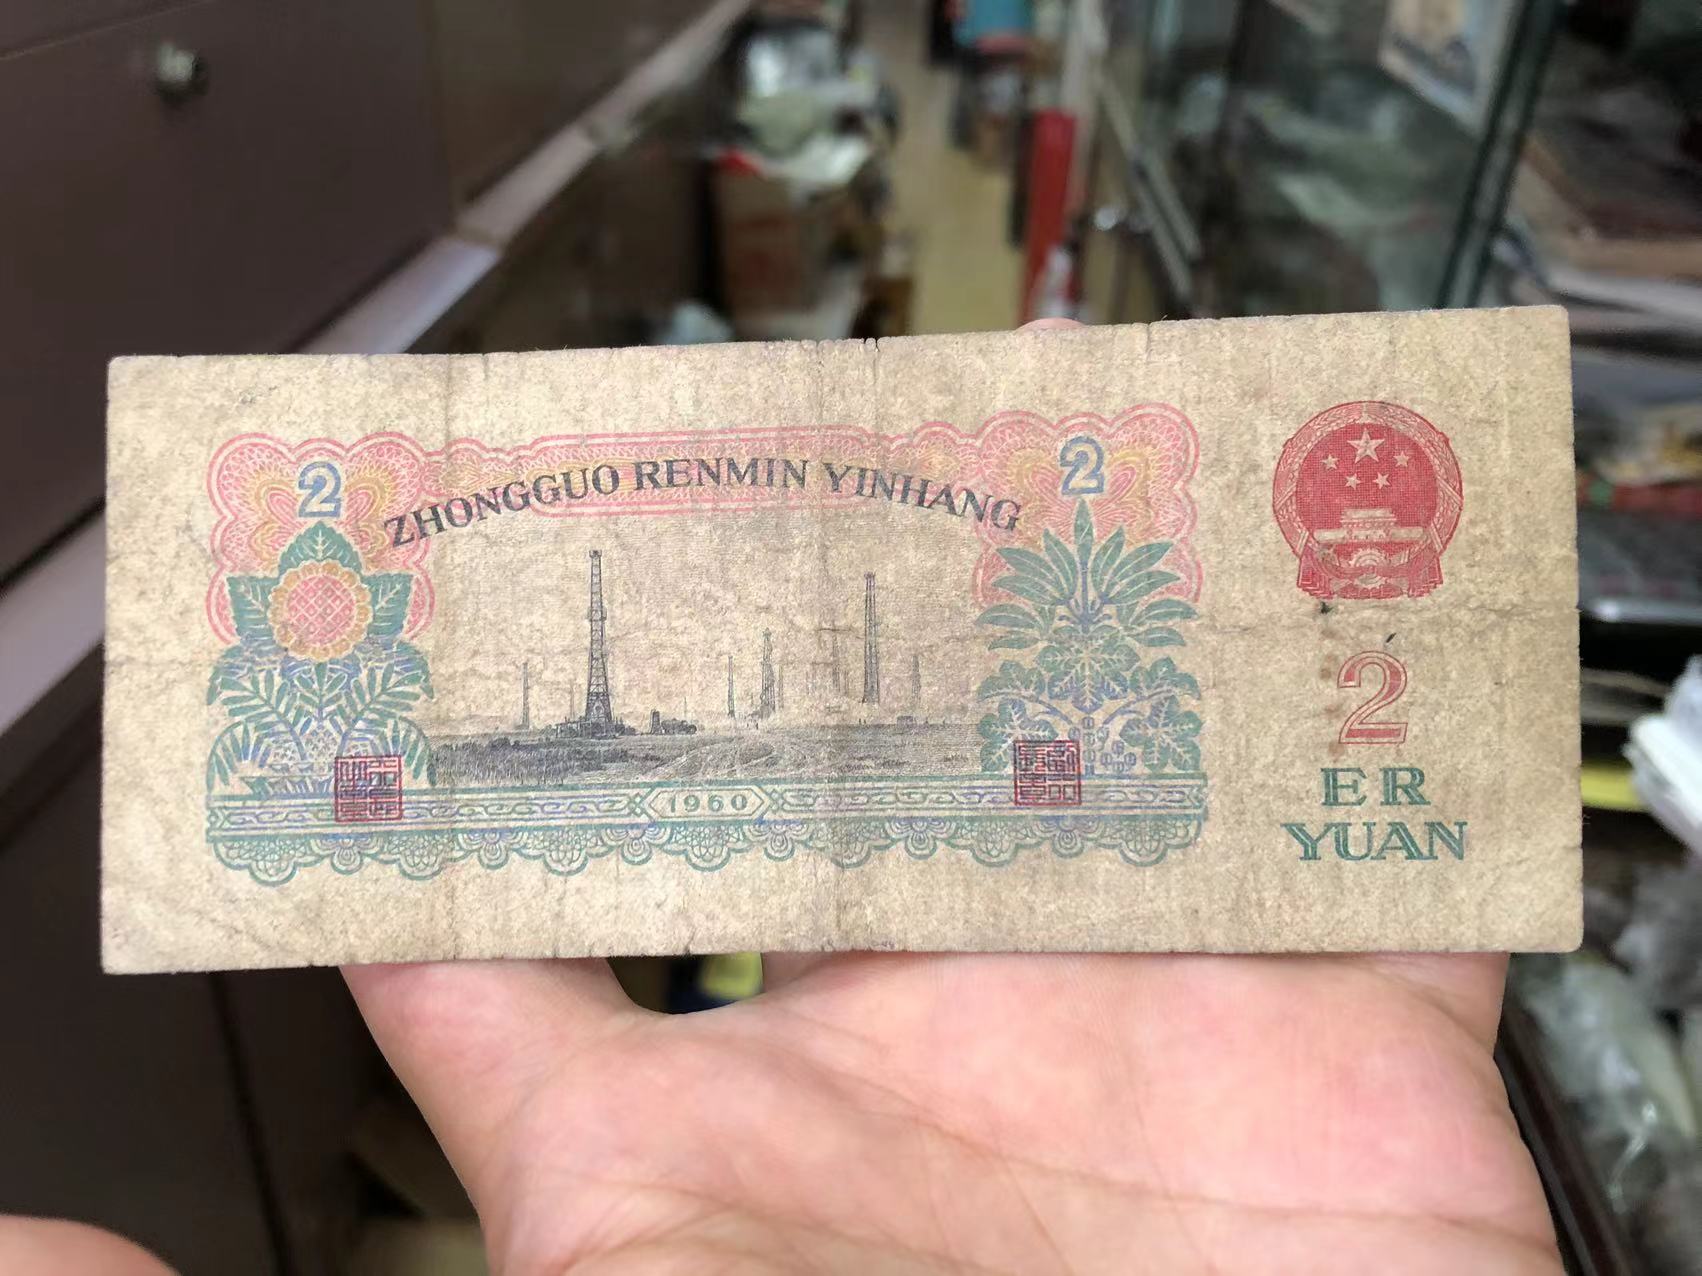 2
ZHONGGUO RENMIN YINHANG
2
1960
2
ER
YUAN